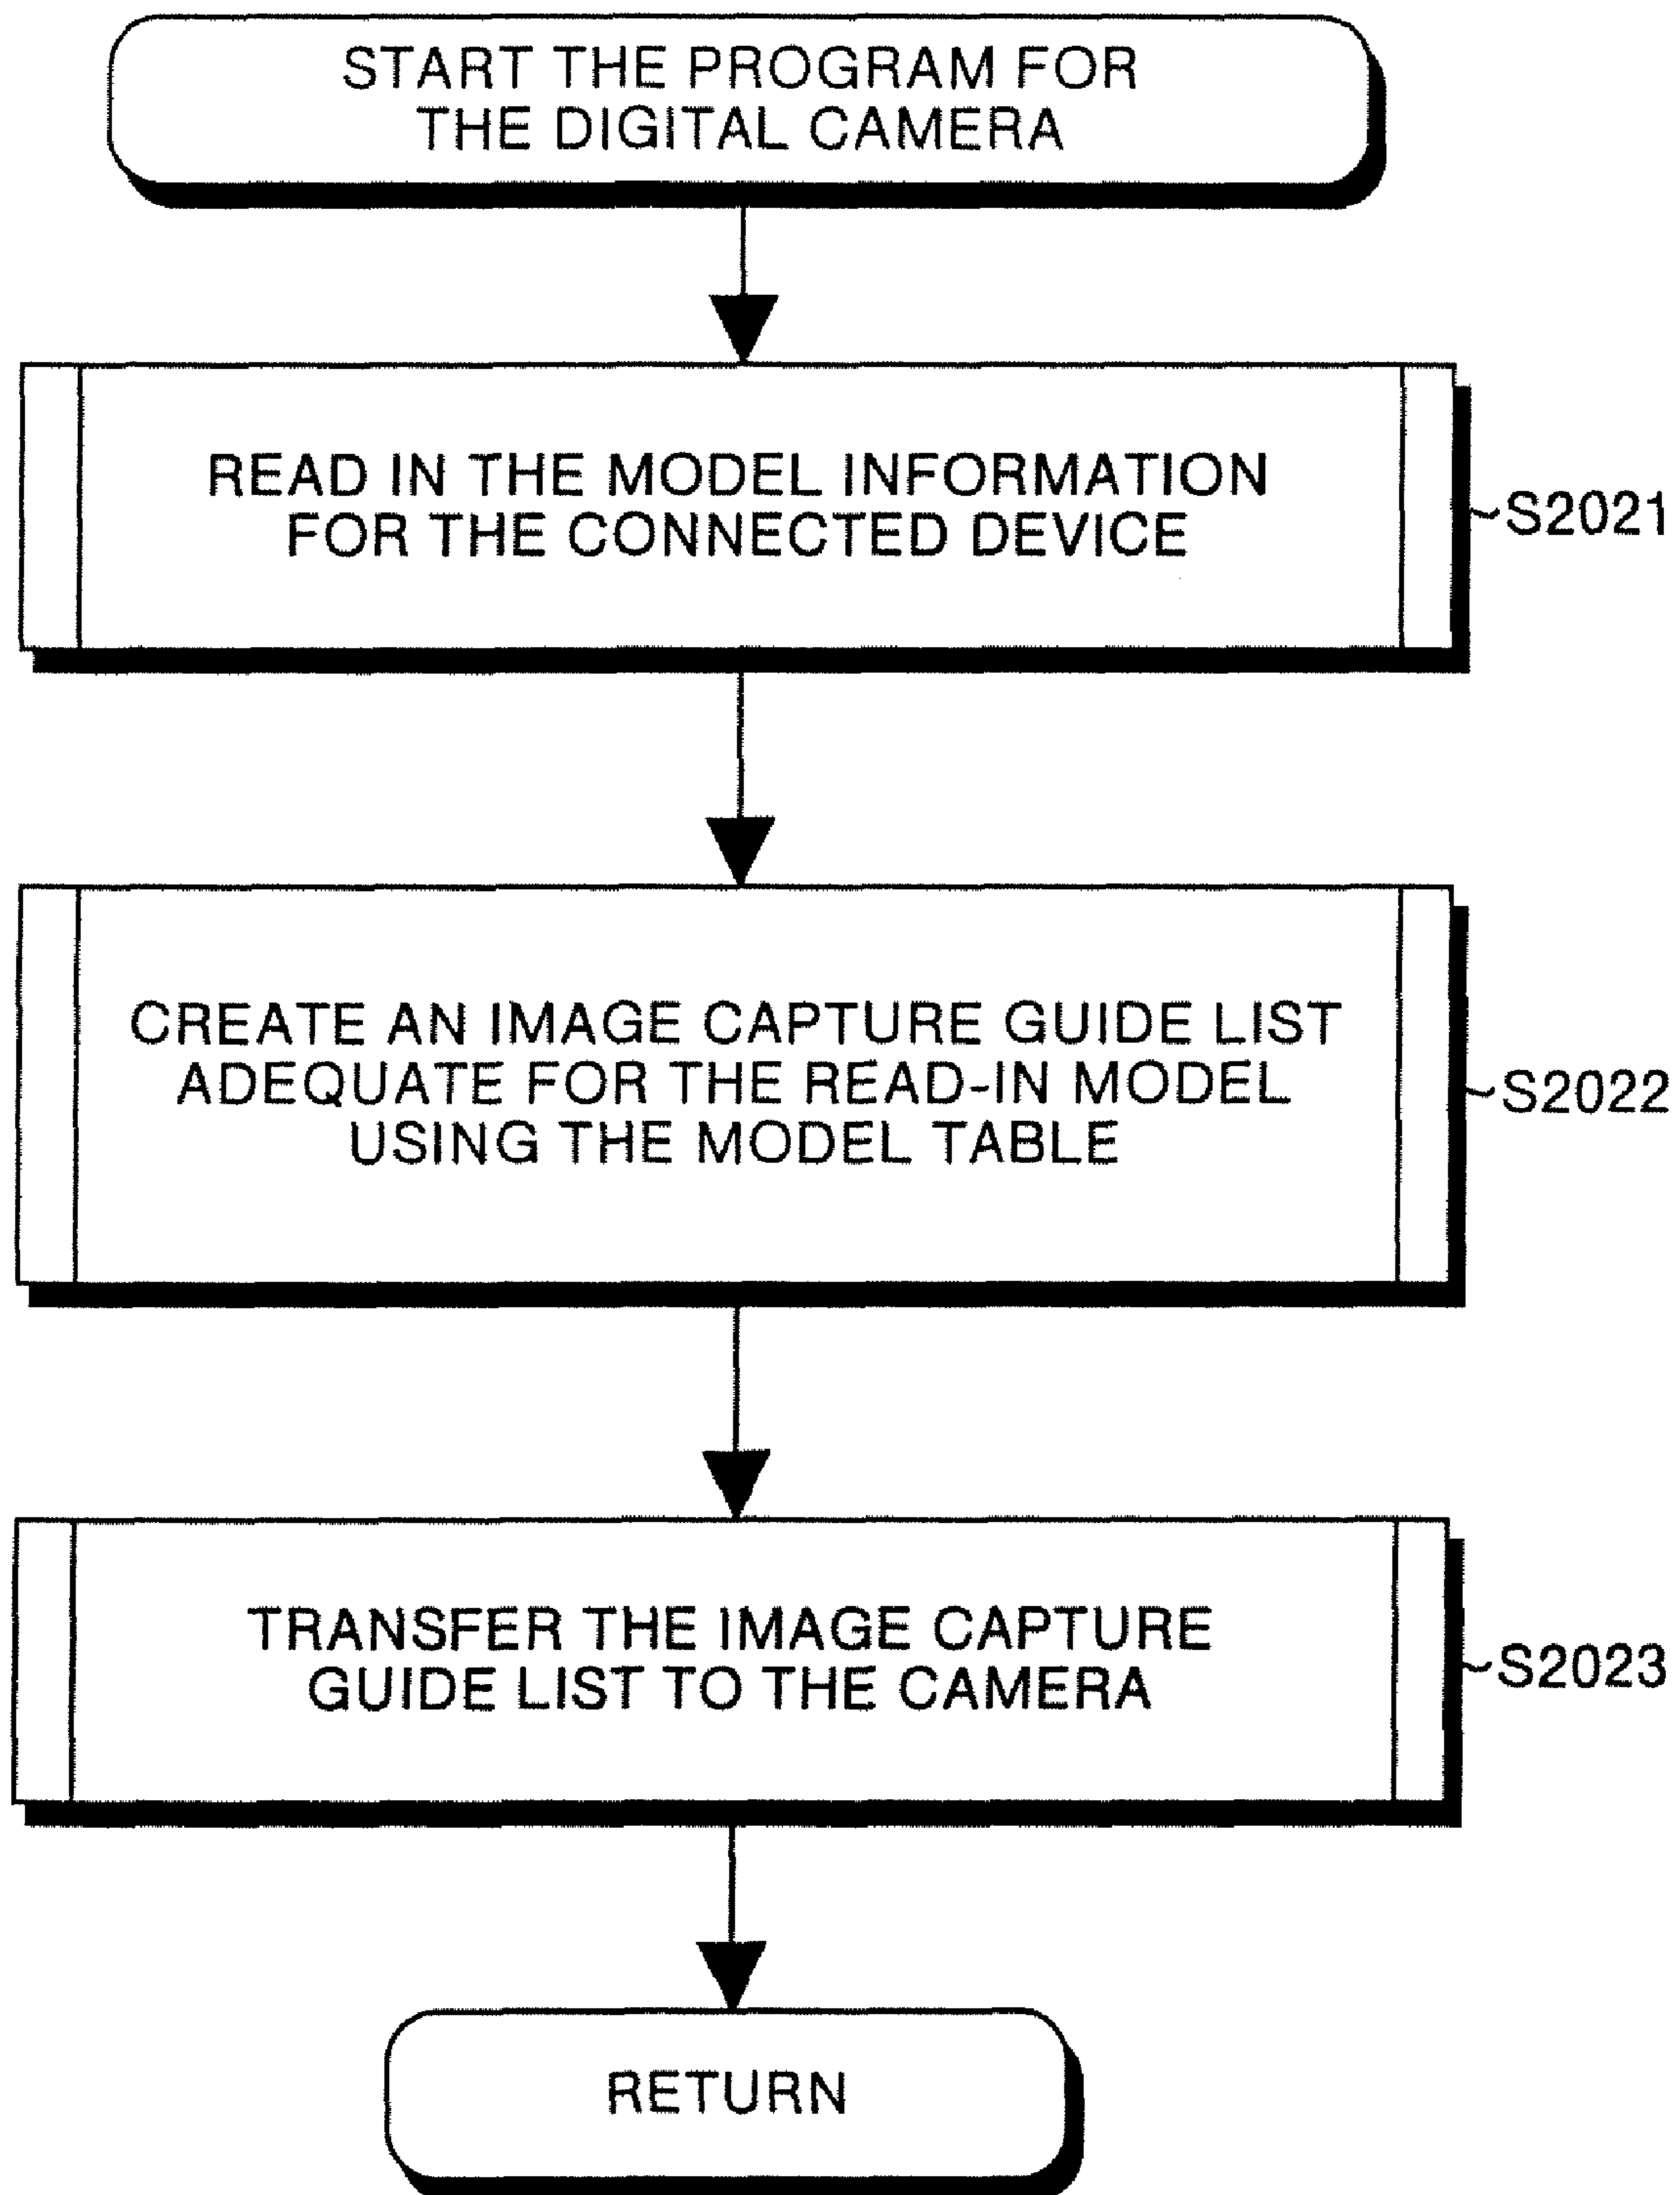 START THE PROGRAM FOR
THE DIGITAL CAMERA
READ IN THE MODEL INFORMATION
FOR THE CONNECTED DEVICE
S2021
CREATE AN IMAGE CAPTURE GUIDE LIST
ADEQUATE FOR THE READ-IN MODEL
USING THE MODEL TABLE
S2022
TRANSFER THE IMAGE CAPTURE
GUIDE LIST TO THE CAMERA
S2023
RETURN